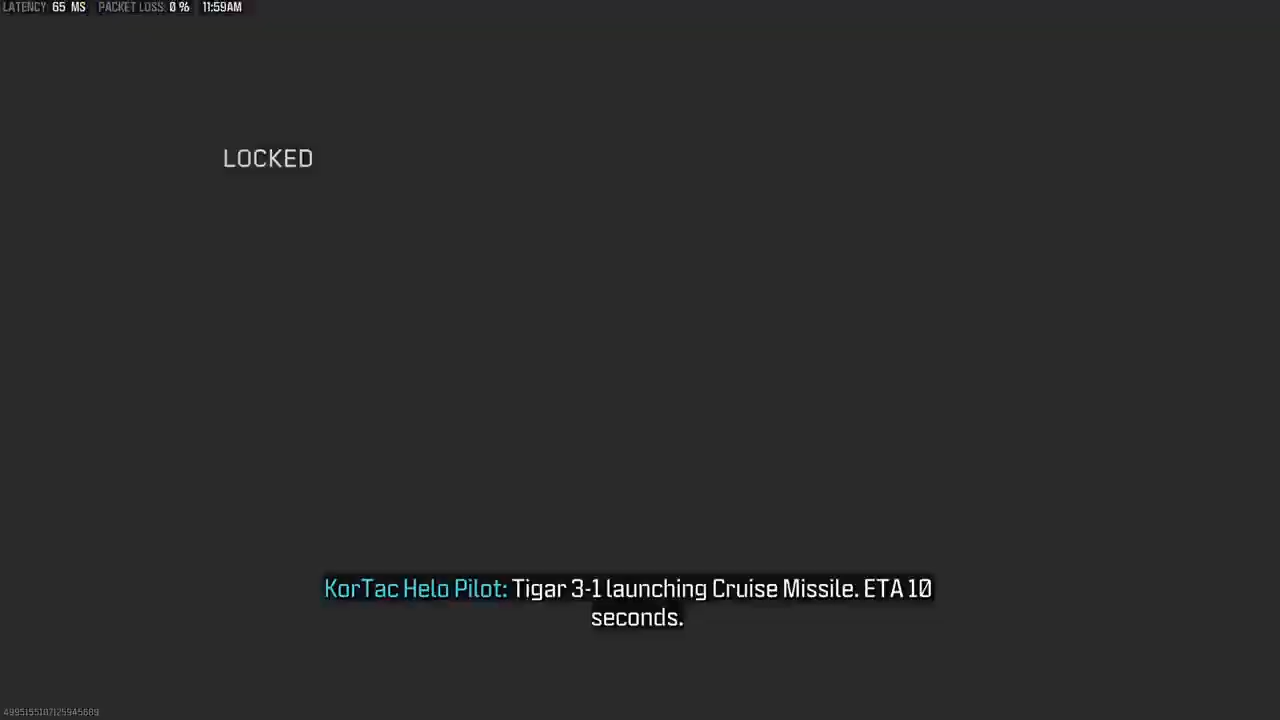 LATENCY: 65 MS PACKET LOSS: 0 % 11:59AM
LOCKED
KorTac Helo Pilot: Tigar 3-1 launching Cruise Missile. ETA 10
seconds.